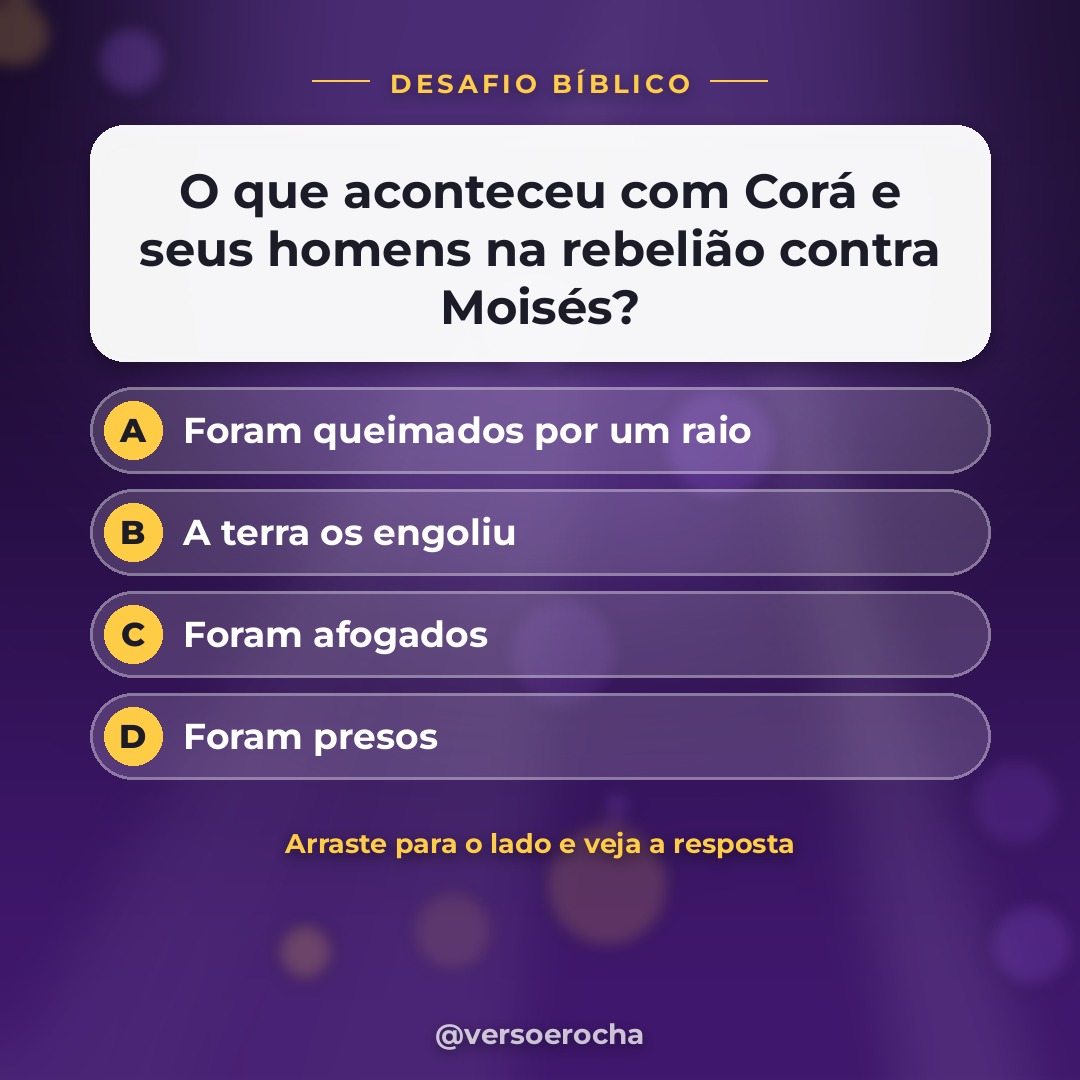 DESAFIO BÍBLICO
O que aconteceu com Corá e
seus homens na rebelião contra
Moisés?
A Foram queimados por um raio
B A terra os engoliu
C Foram afogados
D Foram presos
Arraste para o lado e veja a resposta
@versoerocha